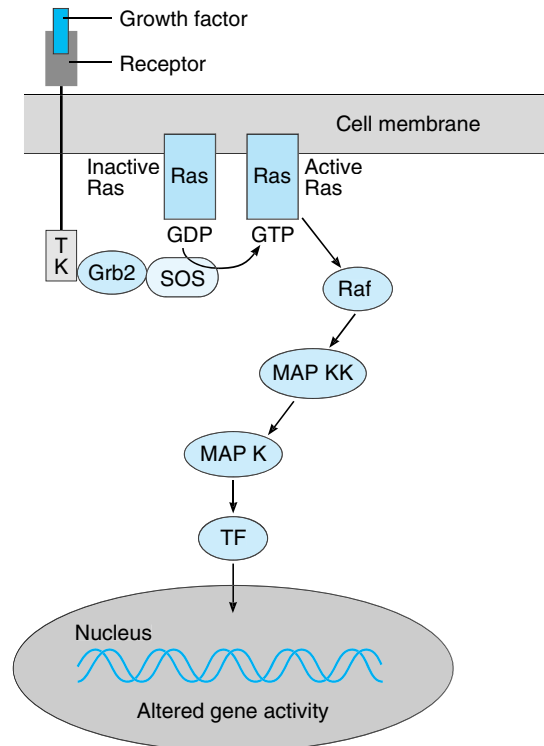 Growth factor
Receptor
Cell membrane
Inactive
Ras
Ras
Ras
Active
Ras
GDP
GTP
T
K
Grb2
SOS
Raf
MAP KK
MAP K
TF
Nucleus
Altered gene activity